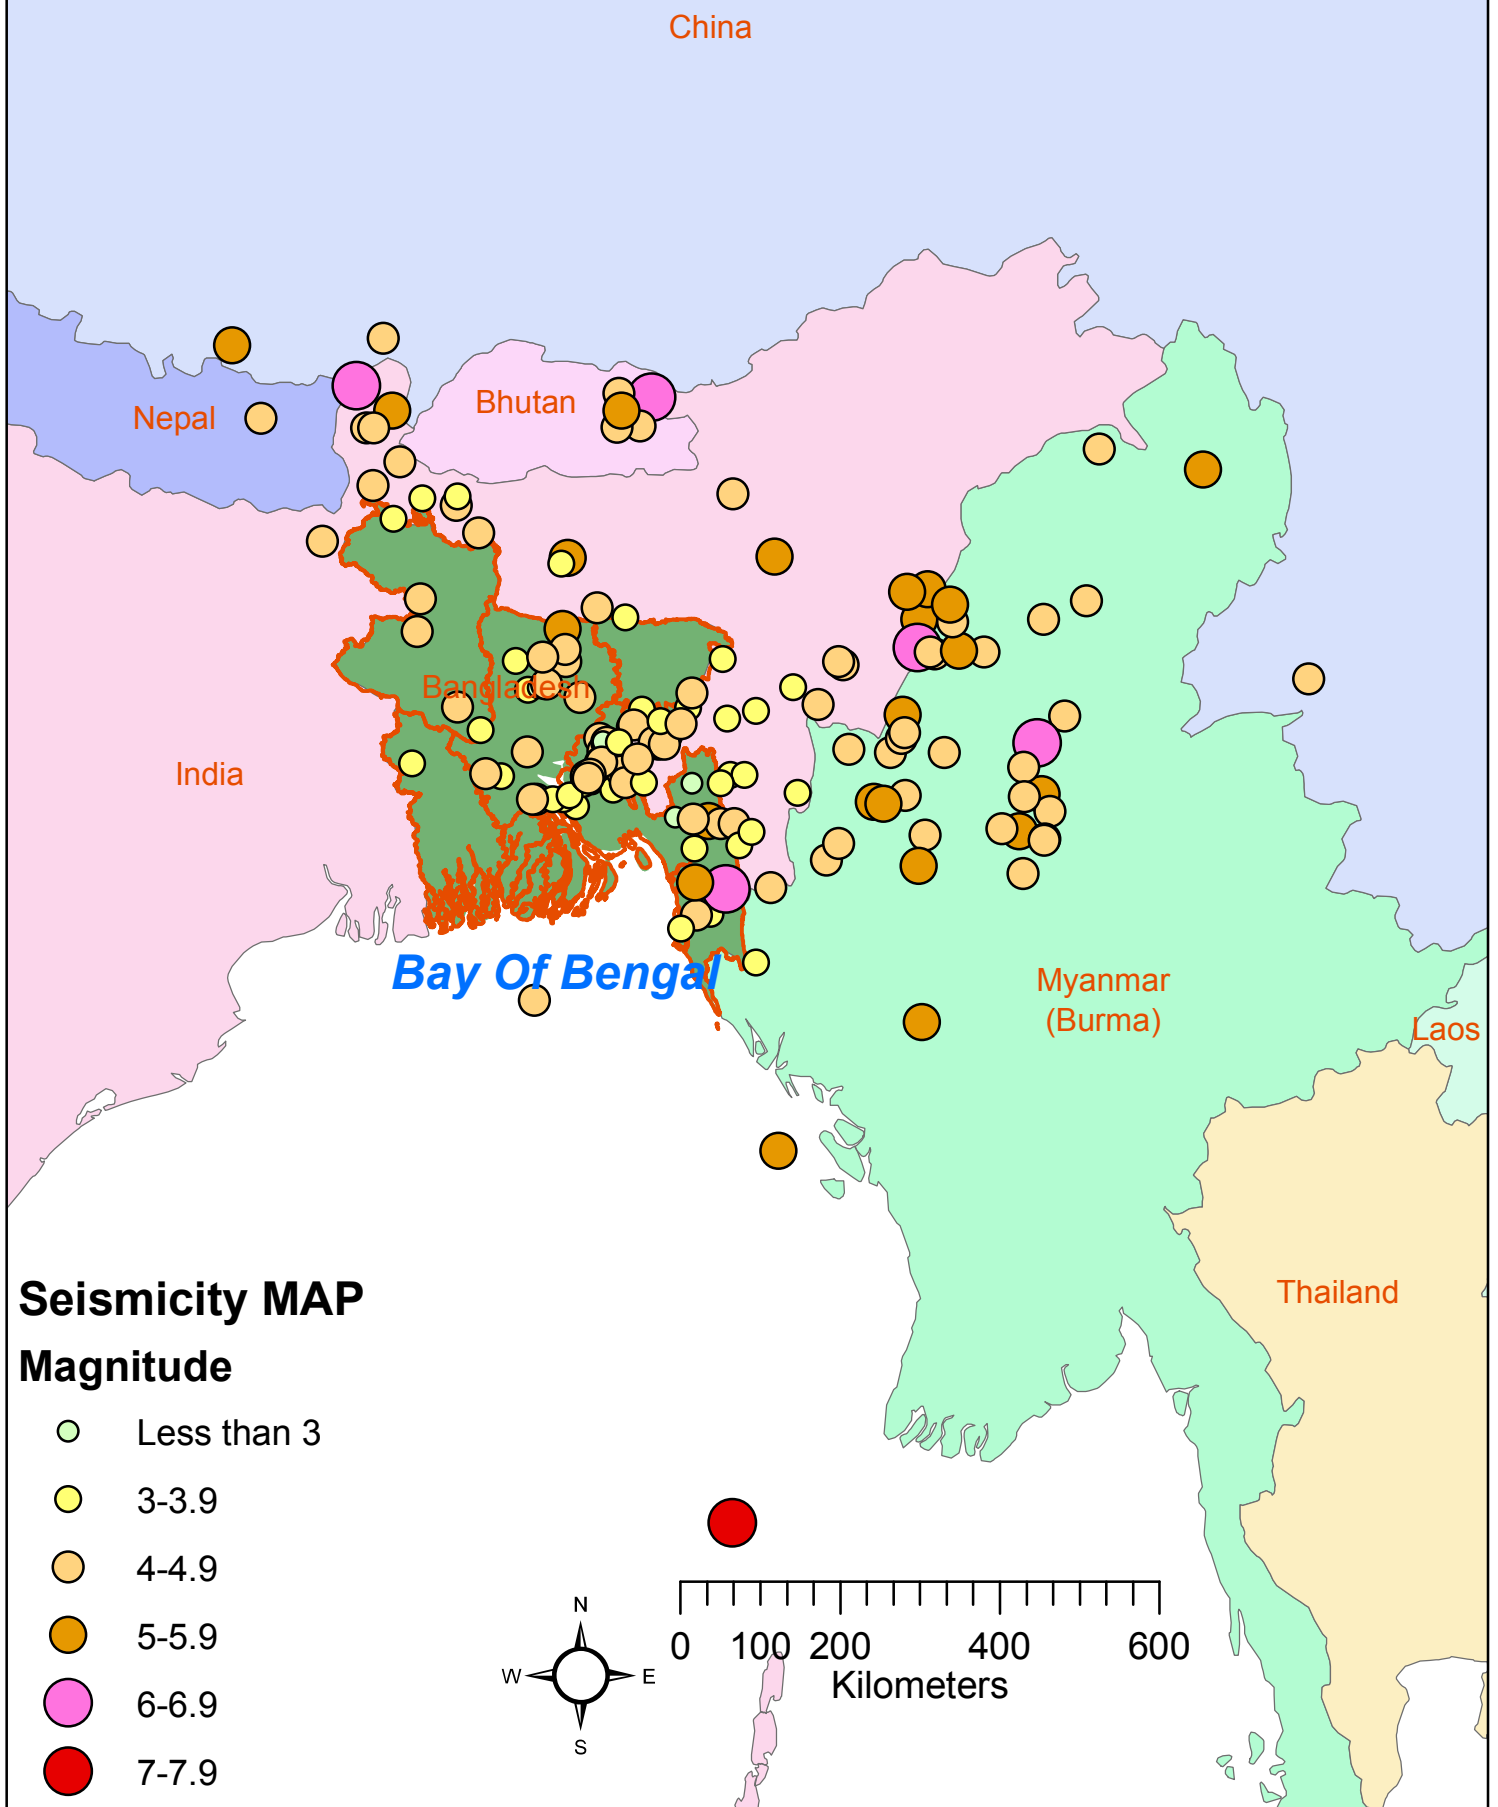 China
Nepal
Bhutan
Bangladesh
India
Bay Of Bengal
Myanmar
(Burma)
Laos
Thailand
Seismicity MAP
Magnitude
Less than 3
3-3.9
4-4.9
5-5.9
6-6.9
7-7.9
N
W E
S
0 100 200 400 600
Kilometers